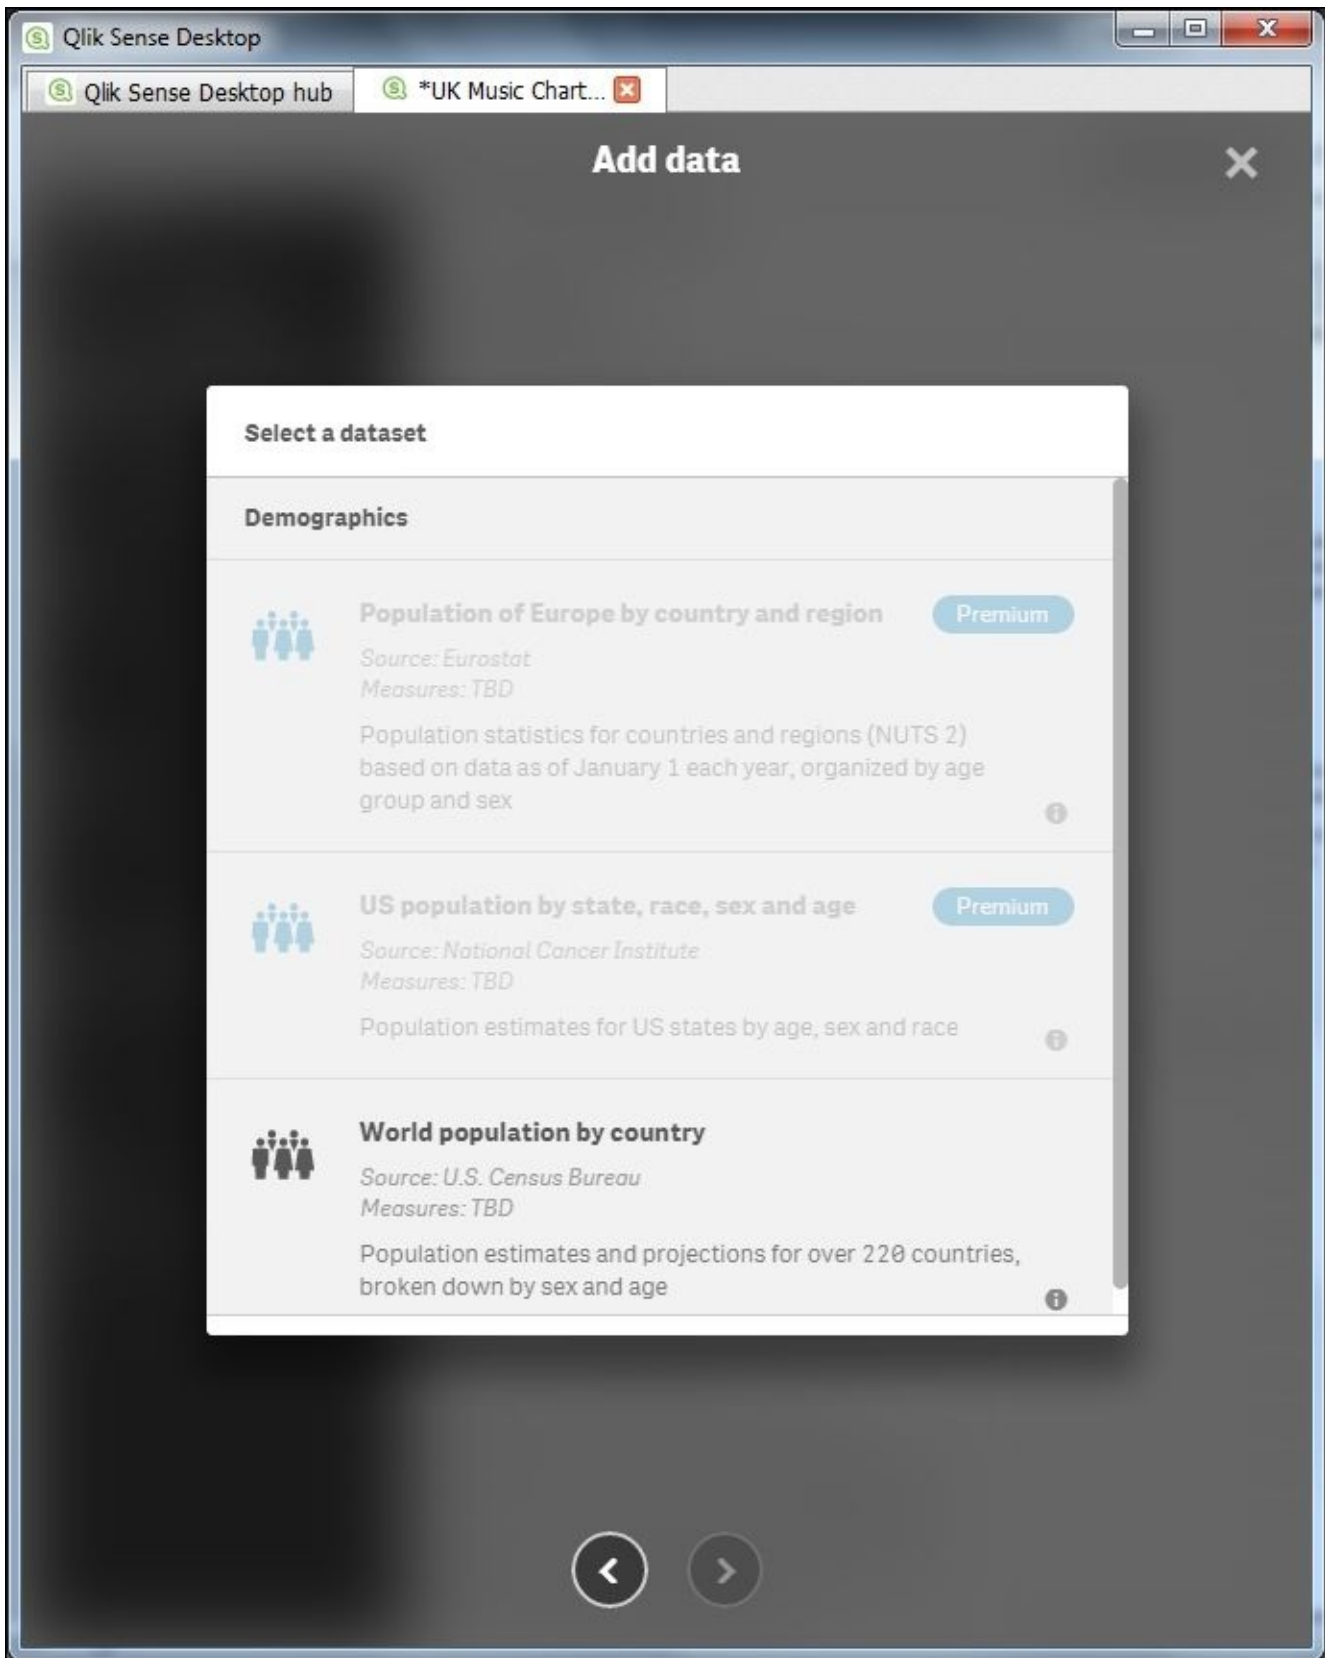 Qlik Sense Desktop
Qlik Sense Desktop hub
*UK Music Chart...
Add data
Select a dataset
Demographics
Population of Europe by country and region
Premium
Source: Eurostat
Measures: TBD
Population statistics for countries and regions (NUTS 2)
based on data as of January 1 each year, organized by age
group and sex
US population by state, race, sex and age
Premium
Source: National Cancer Institute
Measures: TBD
Population estimates for US states by age, sex and race
World population by country
Source: U.S. Census Bureau
Measures: TBD
Population estimates and projections for over 220 countries,
broken down by sex and age